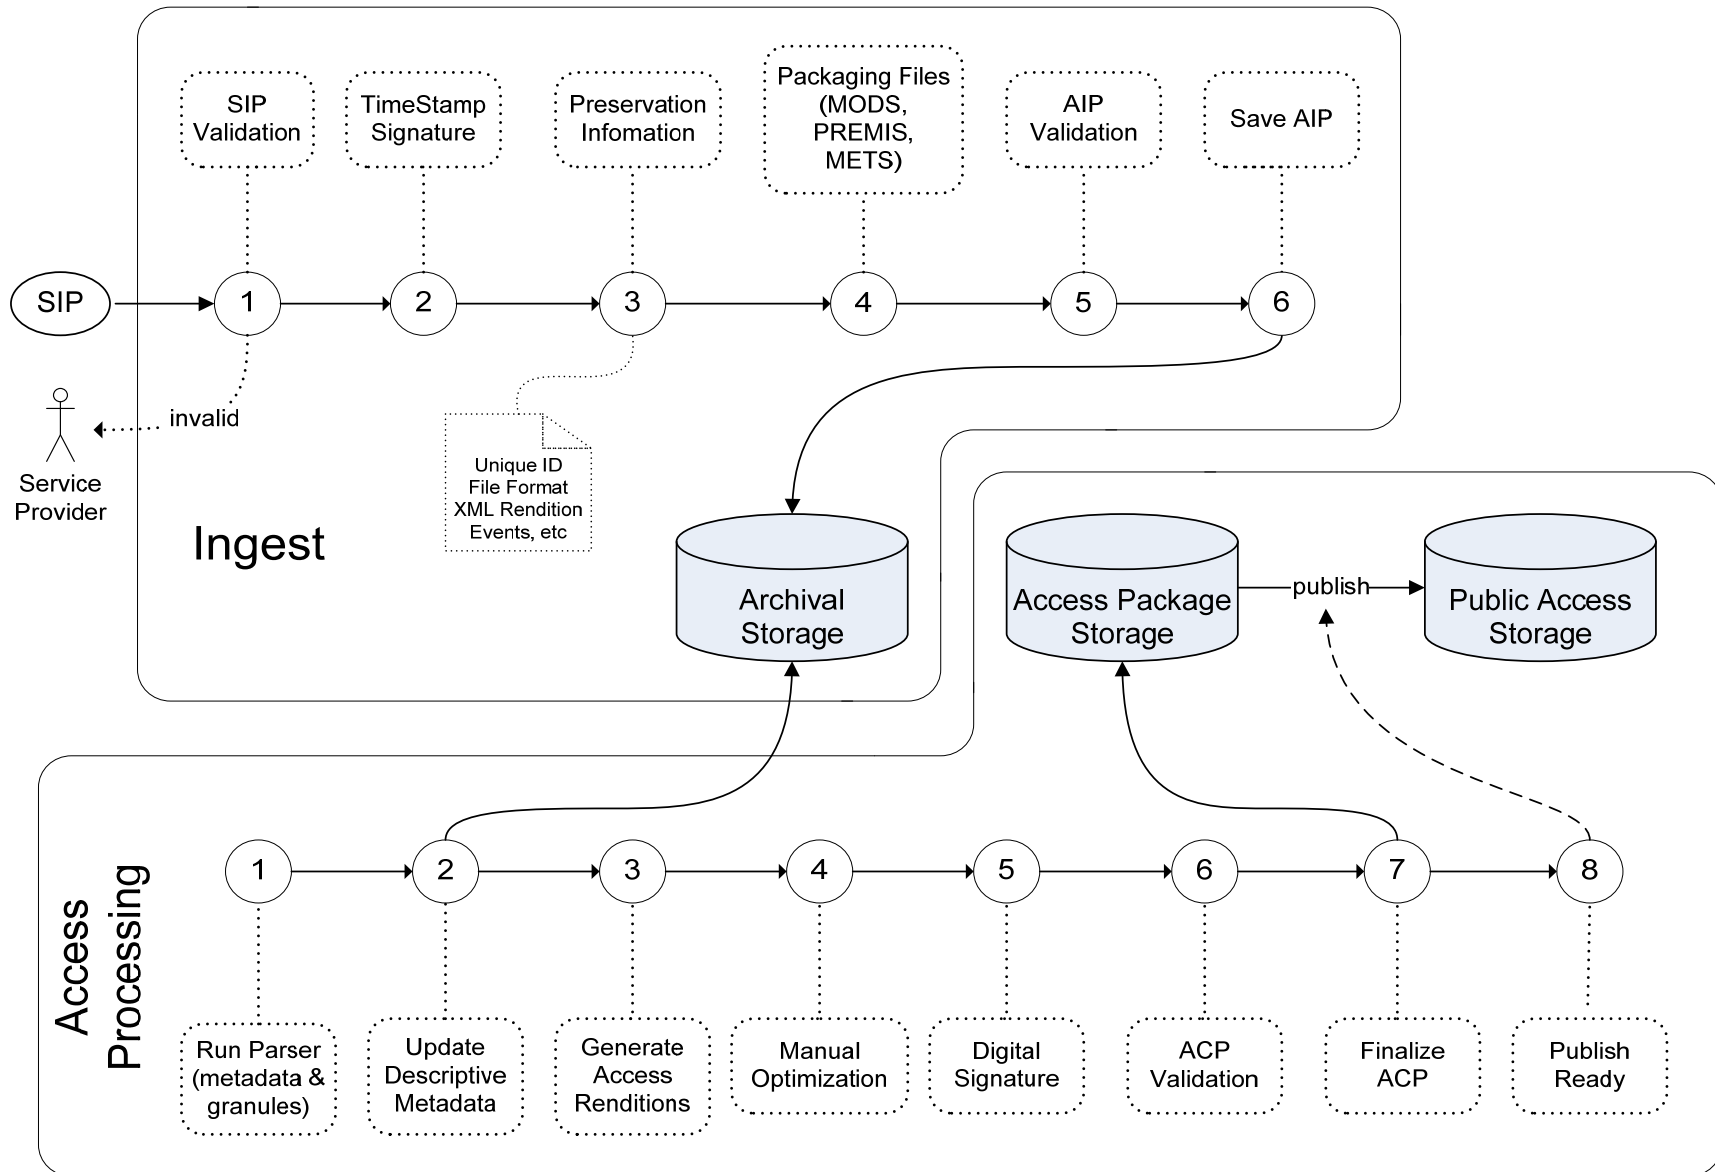 SIP
Validation
TimeStamp
Signature
Preservation
Infomation
Packaging Files
(MODS,
PREMIS,
METS)
AIP
Validation
Save AIP
SIP
1
2
3
4
5
6
invalid
Service
Provider
Unique ID
File Format
XML Rendition
Events, etc
Ingest
Archival
Storage
Access Package
Storage
publish
Public Access
Storage
Access
Processing
1
2
3
4
5
6
7
8
Run Parser
(metadata &
granules)
Update
Descriptive
Metadata
Generate
Access
Renditions
Manual
Optimization
Digital
Signature
ACP
Validation
Finalize
ACP
Publish
Ready